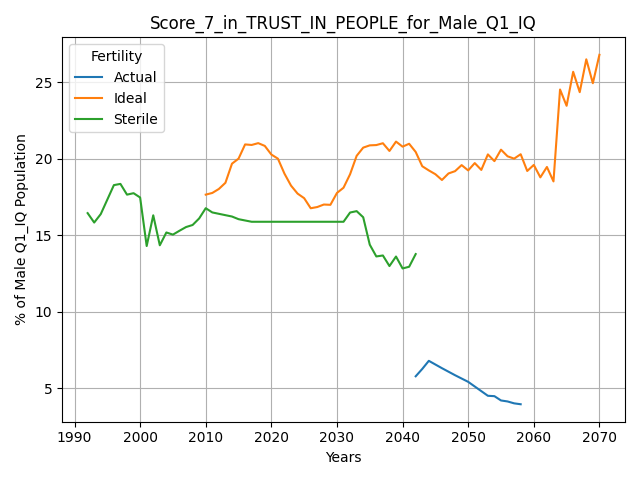 Score_7_in_TRUST_IN_PEOPLE_for_Male_Q1_IQ
Fertility
Actual
Ideal
Sterile
% of Male Q1_IQ Population
25
20
15
10
5
1990 2000 2010 2020 2030 2040 2050 2060 2070
Years